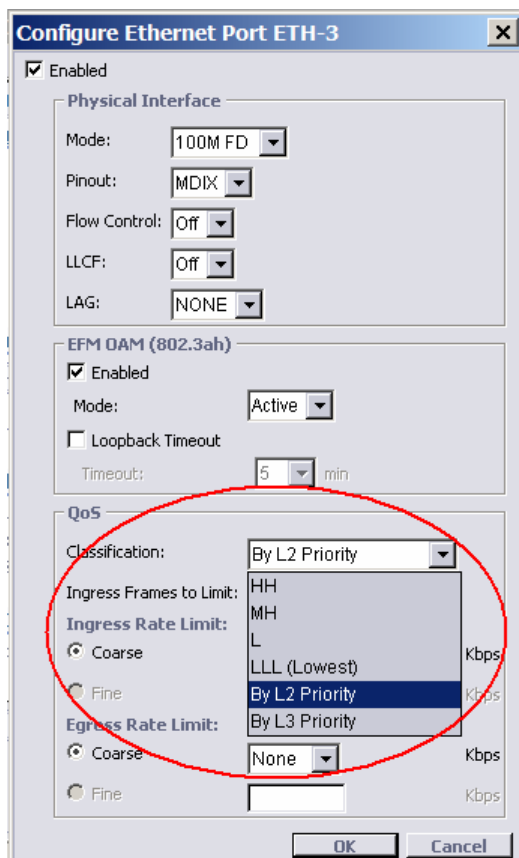 Configure Ethernet Port ETH-3
Enabled
Physical Interface
Mode: 100M FD
Pinout: MDIX
Flow Control: Off
LLCF: Off
LAG: NONE
EFM OAM (802.3ah)
Enabled
Mode: Active
Loopback Timeout
Timeout: 5 min
QoS
Classification: By L2 Priority
Ingress Frames to Limit:
HH
MH
L
LLL (Lowest)
By L2 Priority
By L3 Priority
Ingress Rate Limit:
Coarse Kbps
Fine Kbps
Egress Rate Limit:
Coarse None Kbps
Fine Kbps
OK Cancel